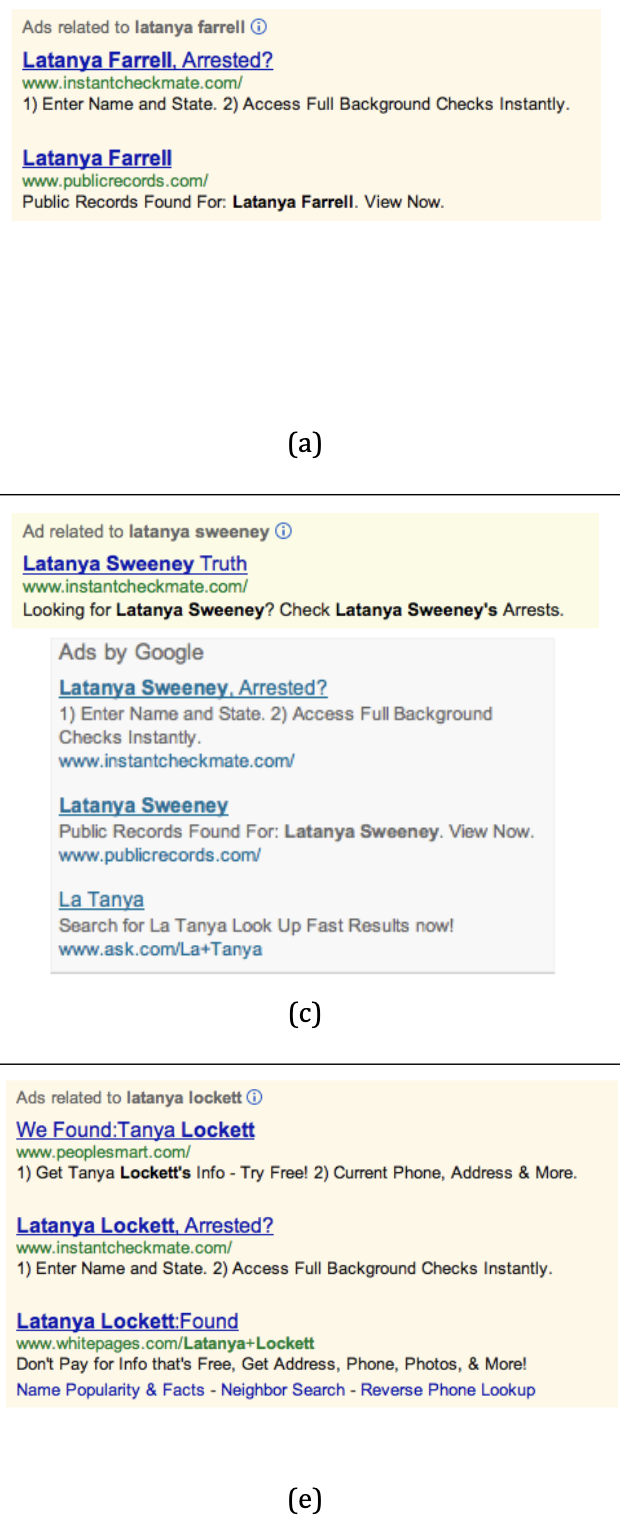 Ads related to latanya farrell
Latanya Farrell, Arrested?
www.instantcheckmate.com/
1) Enter Name and State. 2) Access Full Background Checks Instantly.
Latanya Farrell
www.publicrecords.com/
Public Records Found For: Latanya Farrell. View Now.
(a)
Ad related to latanya sweeney
Latanya Sweeney Truth
www.instantcheckmate.com/
Looking for Latanya Sweeney? Check Latanya Sweeney's Arrests.
Ads by Google
Latanya Sweeney, Arrested?
1) Enter Name and State. 2) Access Full Background
Checks Instantly.
www.instantcheckmate.com/
Latanya Sweeney
Public Records Found For: Latanya Sweeney. View Now.
www.publicrecords.com/
La Tanya
Search for La Tanya Look Up Fast Results now!
www.ask.com/La+Tanya
(c)
Ads related to latanya lockett
We Found:Tanya Lockett
www.peoplesmart.com/
1) Get Tanya Lockett's Info - Try Free! 2) Current Phone, Address & More.
Latanya Lockett, Arrested?
www.instantcheckmate.com/
1) Enter Name and State. 2) Access Full Background Checks Instantly.
Latanya Lockett:Found
www.whitepages.com/Latanya+Lockett
Don't Pay for Info that's Free, Get Address, Phone, Photos, & More!
Name Popularity & Facts - Neighbor Search - Reverse Phone Lookup
(e)